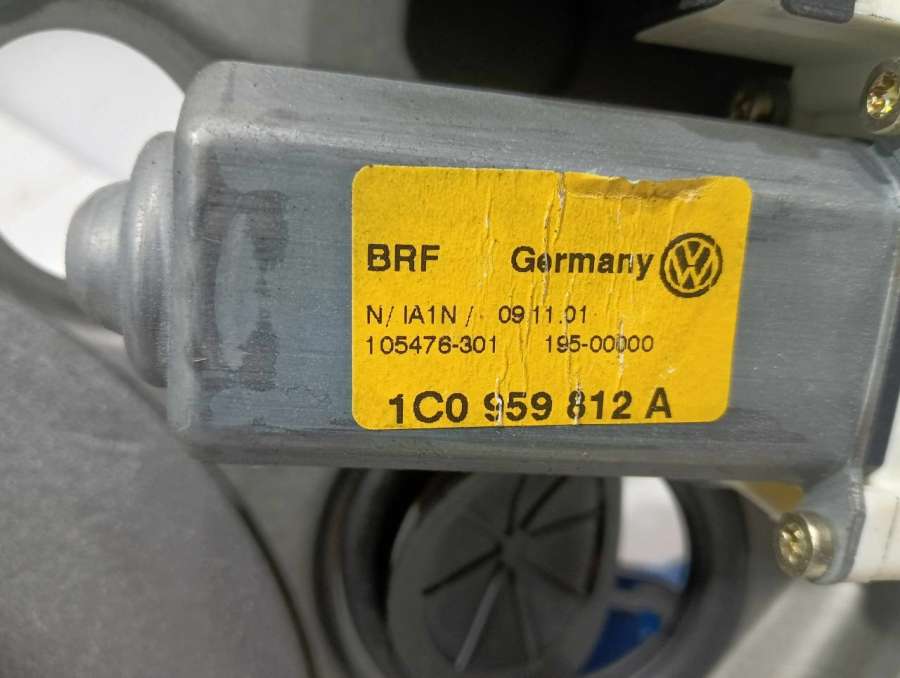 BRF Germany
N/ IA1N / 09 11.01
105476-301 195-00000
1C0 959 812 A